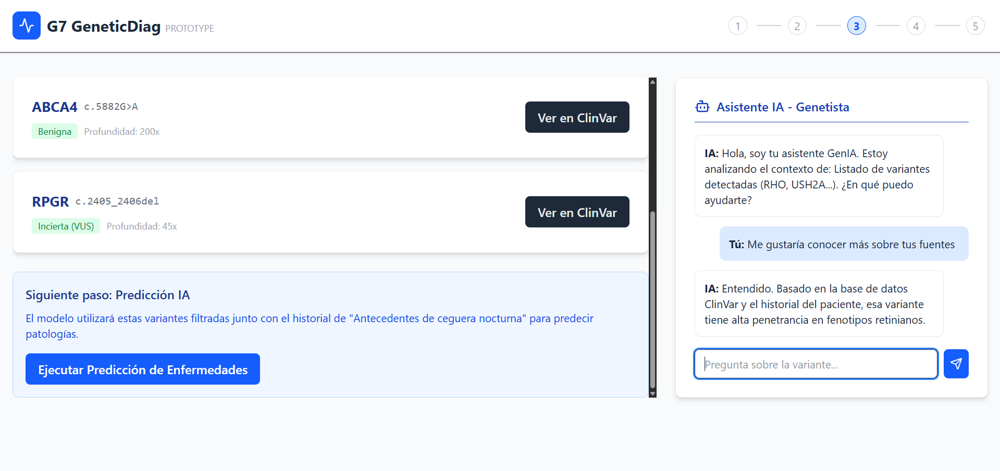 G7 GeneticDiag PROTOTYPE
1 2 3 4 5
ABCA4 c.5882G>A
Benigna Profundidad: 200x
Ver en ClinVar
RPGR c.2405_2406del
Incierta (VUS) Profundidad: 45x
Ver en ClinVar
Siguiente paso: Predicción IA
El modelo utilizará estas variantes filtradas junto con el historial de "Antecedentes de ceguera nocturna" para predecir
patologías.
Ejecutar Predicción de Enfermedades
Asistente IA - Genetista
IA: Hola, soy tu asistente GenIA. Estoy
analizando el contexto de: Listado de variantes
detectadas (RHO, USH2A...). ¿En qué puedo
ayudarte?
Tú: Me gustaría conocer más sobre tus fuentes
IA: Entendido. Basado en la base de datos
ClinVar y el historial del paciente, esa variante
tiene alta penetrancia en fenotipos retinianos.
Pregunta sobre la variante...